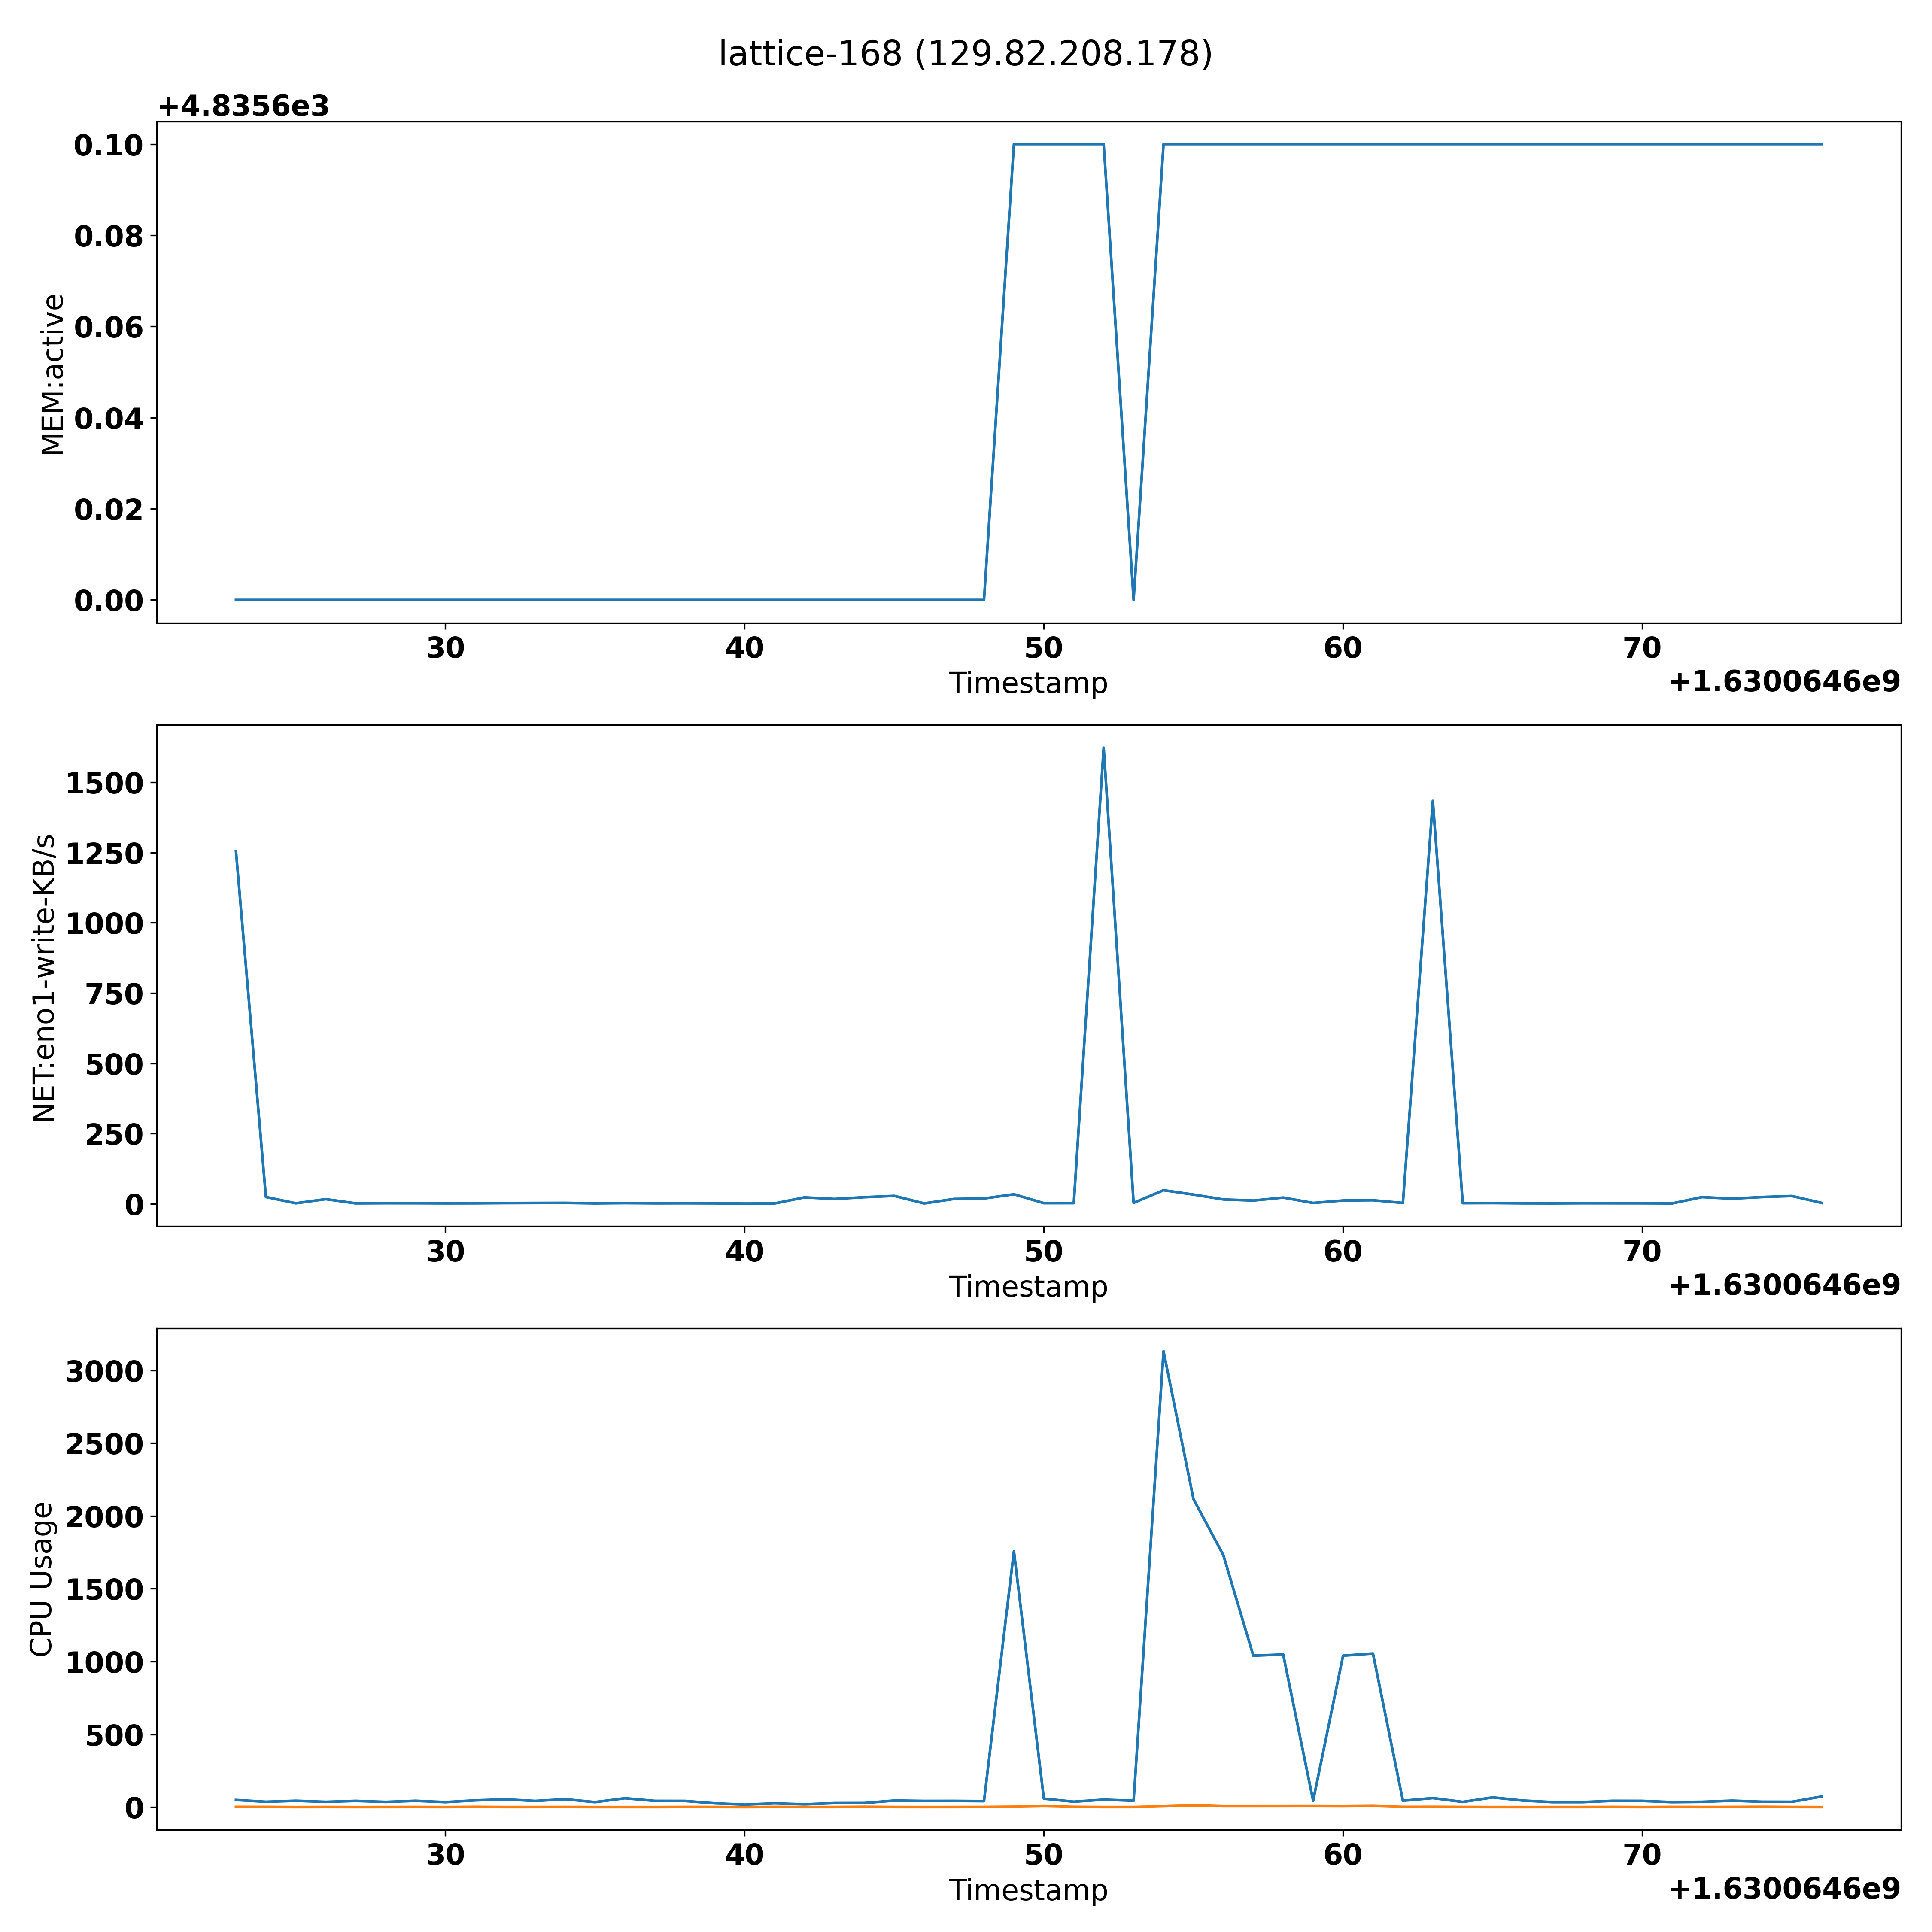 lattice-168 (129.82.208.178)
+4.8356e3
0.10
0.08
0.06
0.04
0.02
0.00
MEM:active
30 40 50 60 70
Timestamp
+1.6300646e9
1500
1250
1000
750
500
250
0
NET:eno1-write-KB/s
30 40 50 60 70
Timestamp
+1.6300646e9
3000
2500
2000
1500
1000
500
0
CPU Usage
30 40 50 60 70
Timestamp
+1.6300646e9